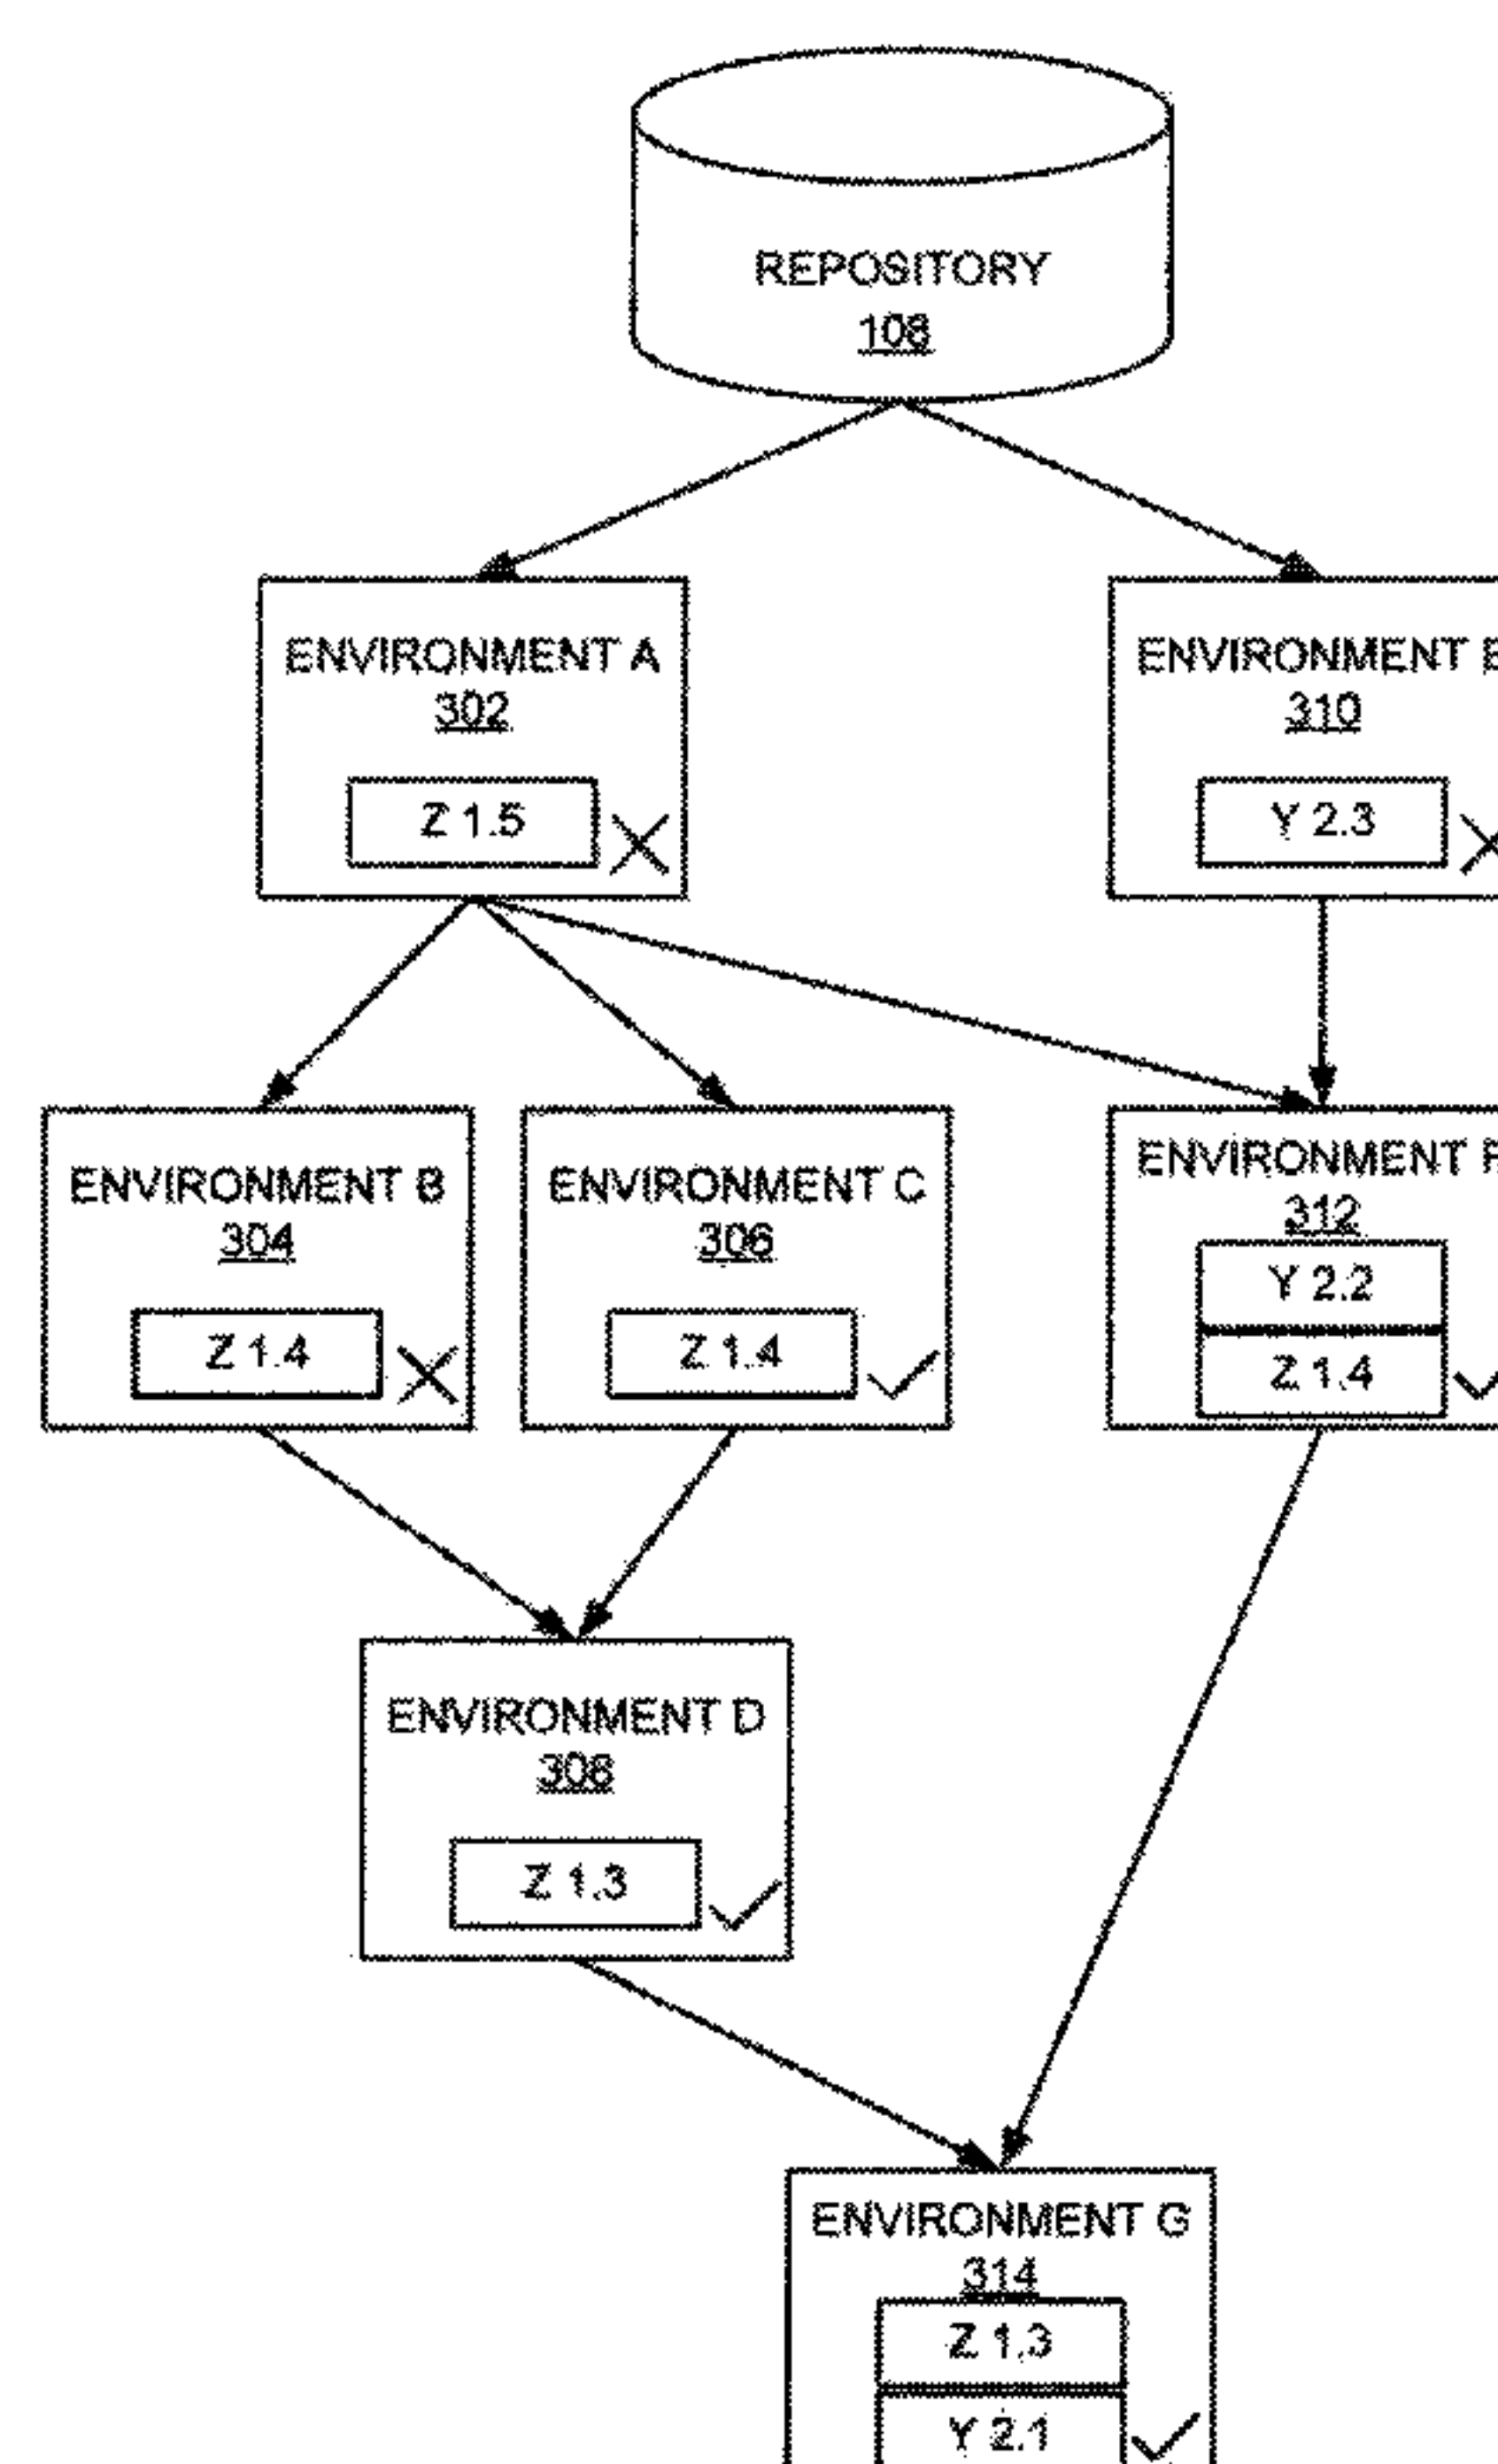 REPOSITORY
108
ENVIRONMENT A
302
Z 1.5
ENVIRONMENT E
310
Y 2.3
ENVIRONMENT B
304
Z 1.4
ENVIRONMENT C
306
Z 1.4
ENVIRONMENT F
312
Y 2.2
Z 1.4
ENVIRONMENT D
308
Z 1.3
ENVIRONMENT G
314
Z 1.3
Y 2.1